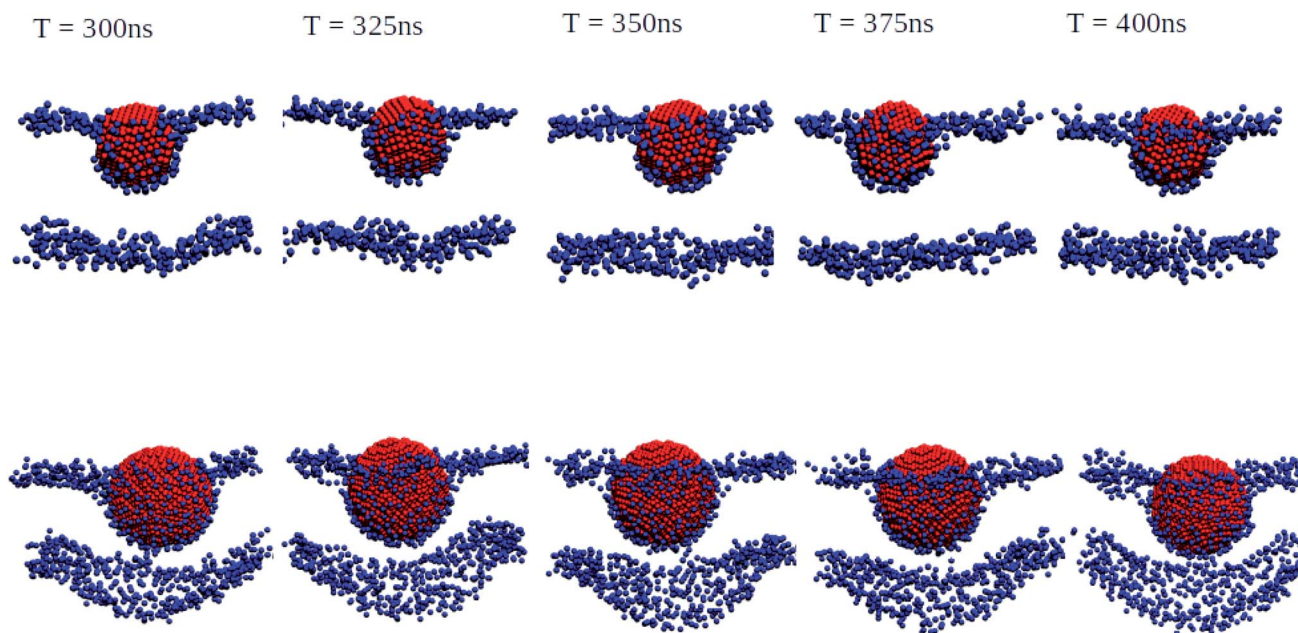 T = 300ns
T = 325ns
T = 350ns
T = 375ns
T = 400ns